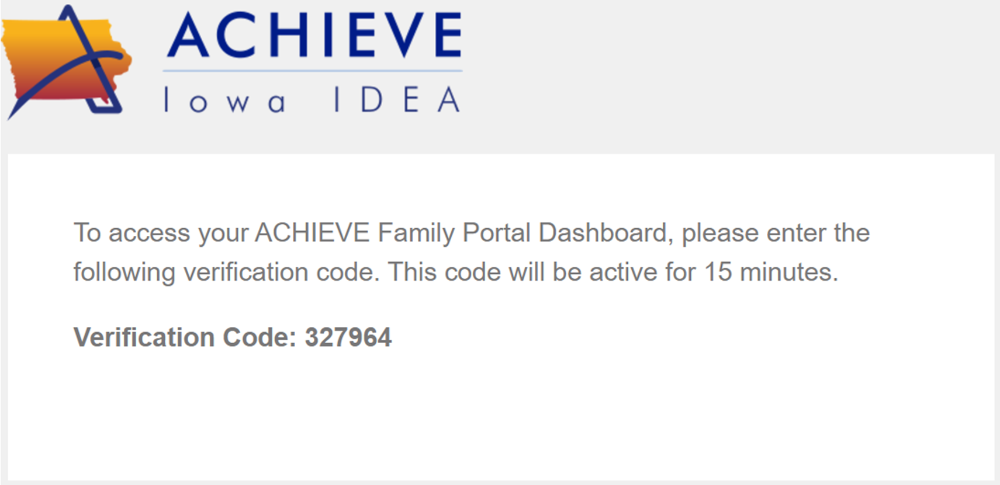 ACHIEVE
Iowa IDEA
To access your ACHIEVE Family Portal Dashboard, please enter the
following verification code. This code will be active for 15 minutes.
Verification Code: 327964